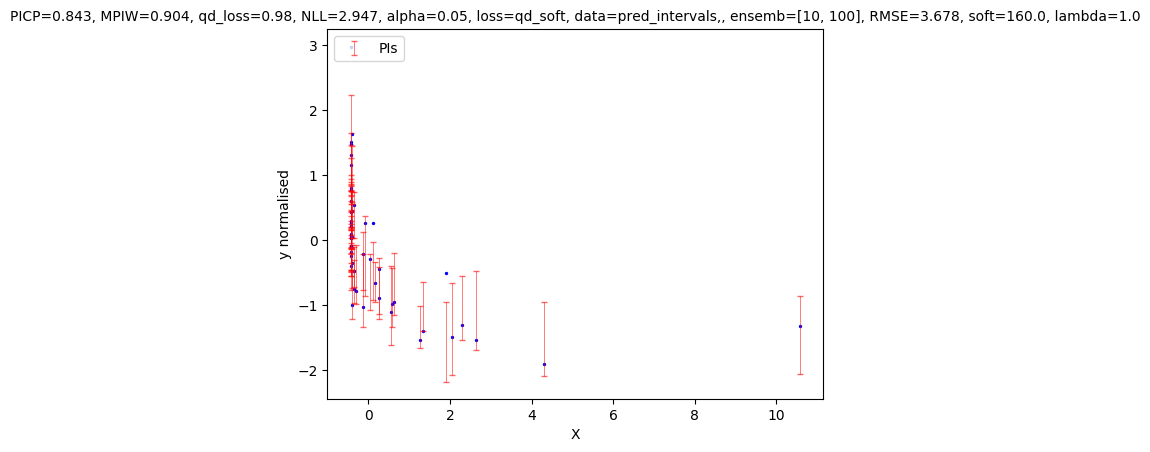 PICP=0.843, MPIW=0.904, qd_loss=0.98, NLL=2.947, alpha=0.05, loss=qd_soft, data=pred_intervals,, ensemb=[10, 100], RMSE=3.678, soft=160.0, lambda=1.0
PIs
3
2
1
0
−1
−2
y normalised
0 2 4 6 8 10
X